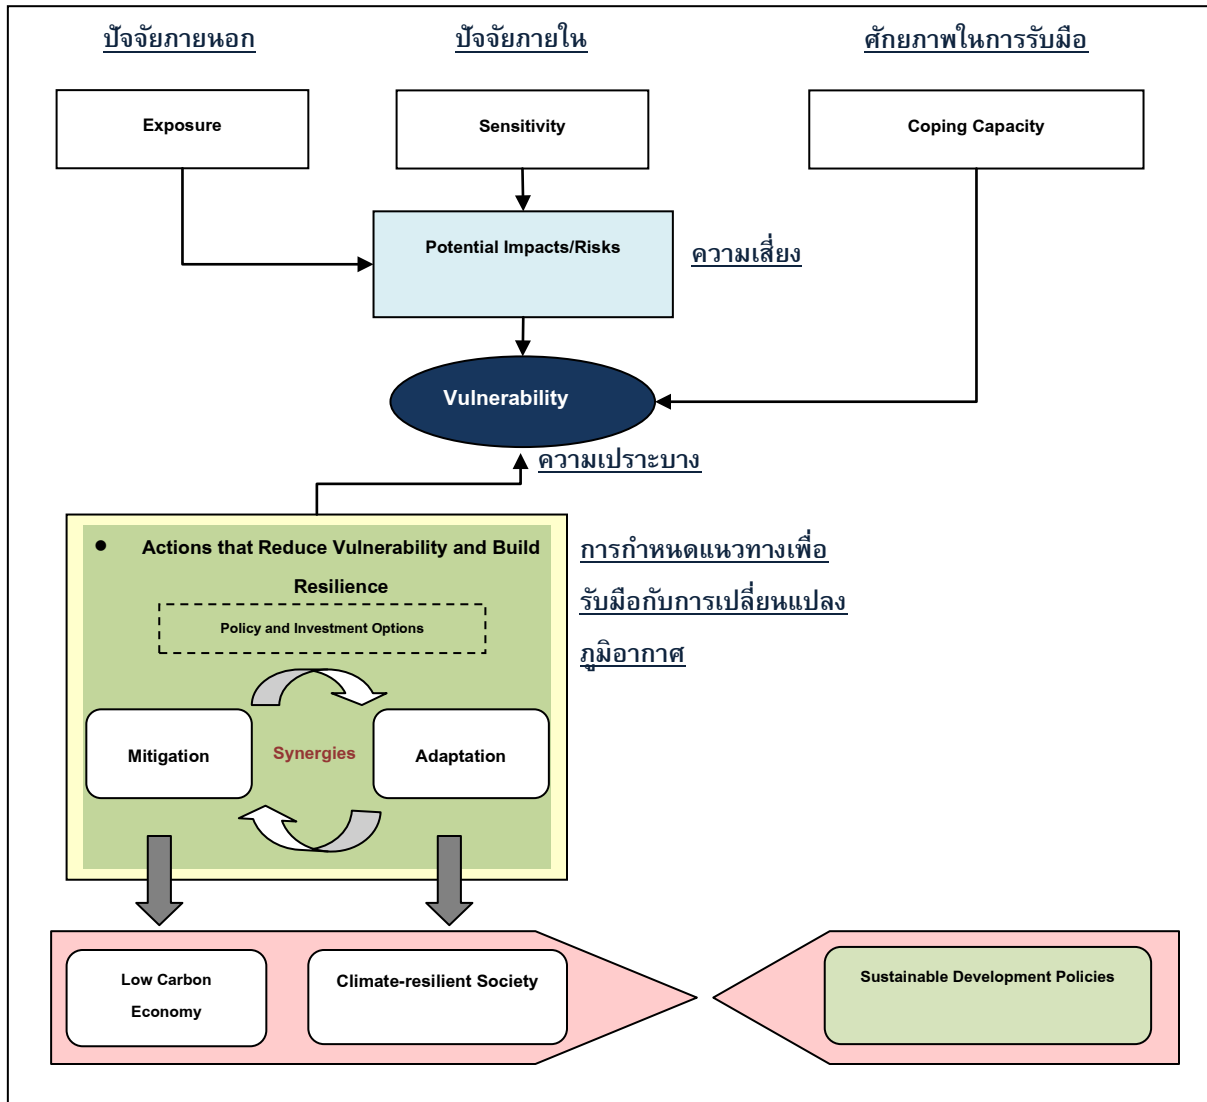 ปัจจัยภายนอก
ปัจจัยภายใน
ศักยภาพในการรับมือ
Exposure
Sensitivity
Coping Capacity
Potential Impacts/Risks
ความเสี่ยง
Vulnerability
ความเปราะบาง
• Actions that Reduce Vulnerability and Build
Resilience
Policy and Investment Options
การกำหนดแนวทางเพื่อ
รับมือกับการเปลี่ยนแปลง
ภูมิอากาศ
Mitigation
Synergies
Adaptation
Low Carbon
Economy
Climate-resilient Society
Sustainable Development Policies